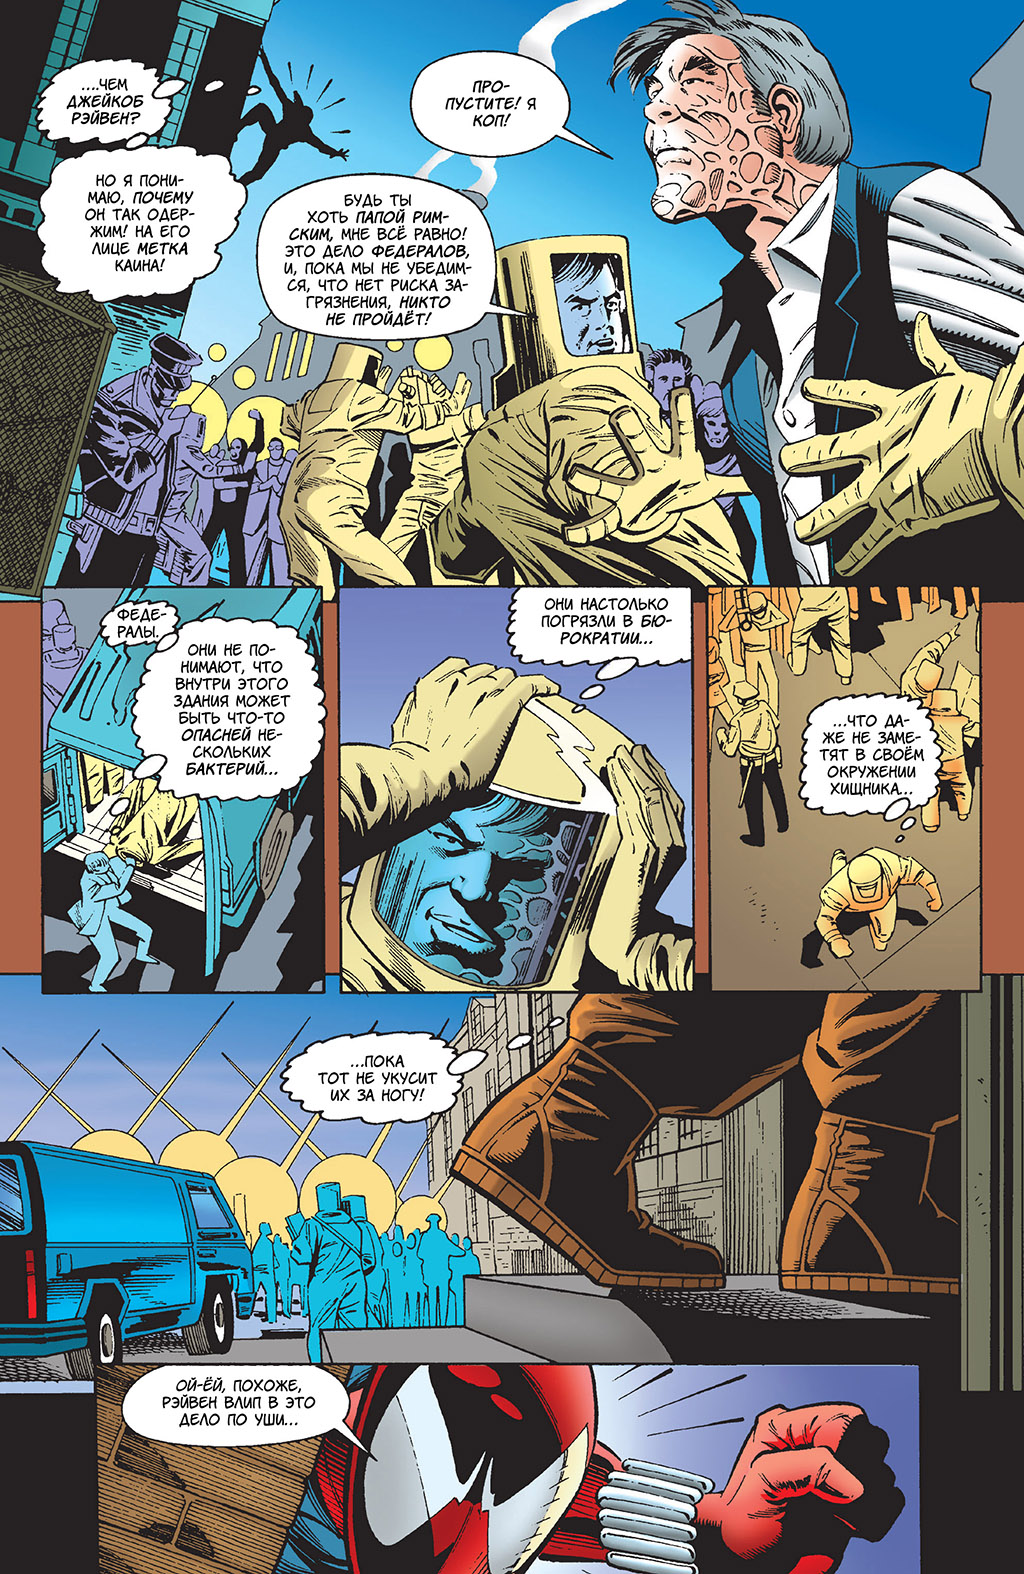 ....ЧЕМ
ДЖЕЙКОБ
РЭЙВЕН?
НО Я ПОНИ-
МАЮ, ПОЧЕМУ
ОН ТАК ОДЕР-
ЖИМ! НА ЕГО
ЛИЦЕ МЕТКА
КАИНА!
ПРО-
ПУСТИТЕ! Я
КОП!
БУДЬ ТЫ
ХОТЬ ПАПОЙ РИМ-
СКИМ, МНЕ ВСЁ РАВНО!
ЭТО ДЕЛО ФЕДЕРАЛОВ,
И, ПОКА МЫ НЕ УБЕДИМ-
СЯ, ЧТО НЕТ РИСКА ЗА-
ГРЯЗНЕНИЯ, НИКТО
НЕ ПРОЙДЁТ!
ФЕДЕ-
РАЛЫ.
ОНИ НЕ ПО-
НИМАЮТ, ЧТО
ВНУТРИ ЭТОГО
ЗДАНИЯ МОЖЕТ
БЫТЬ ЧТО-ТО
ОПАСНЕЙ НЕ-
СКОЛЬКИХ
БАКТЕРИЙ...
ОНИ НАСТОЛЬКО
ПОГРЯЗЛИ В БЮ-
РОКРАТИИ...
...ЧТО ДА-
ЖЕ НЕ ЗАМЕ-
ТЯТ В СВОЁМ
ОКРУЖЕНИИ
ХИЩНИКА...
...ПОКА
ТОТ НЕ УКУСИТ
ИХ ЗА НОГУ!
ОЙ-ЁЙ, ПОХОЖЕ,
РЭЙВЕН ВЛИП В ЭТО
ДЕЛО ПО УШИ...